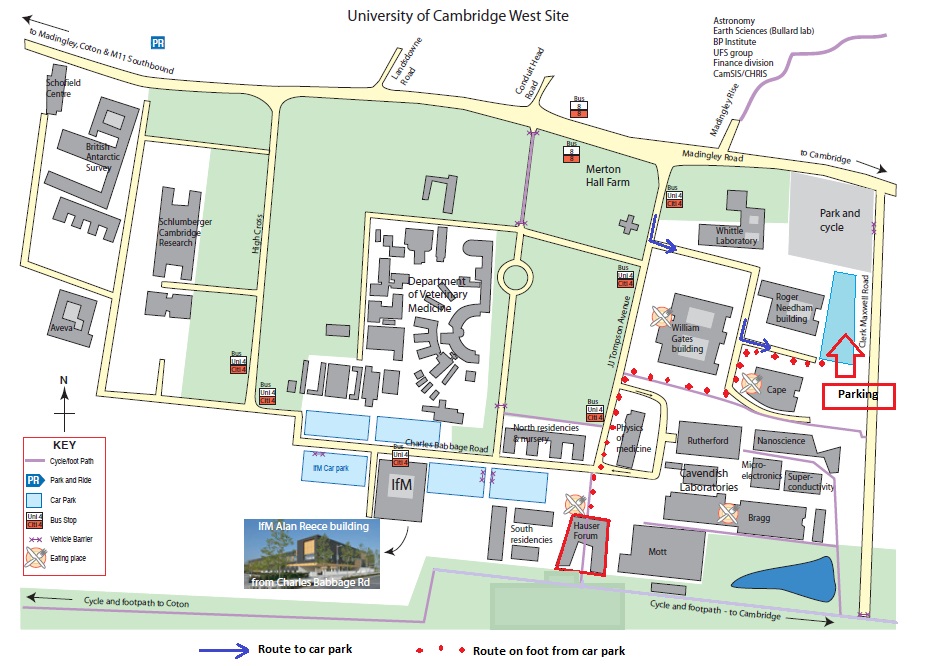 University of Cambridge West Site
to Madingley, Coton & M11 Southbound
PR
Landsdowne
Road
Conduit Head
Road
Bus
8
8
Bus
8
8
Astronomy
Earth Sciences (Bullard lab)
BP Institute
UFS group
Finance division
CamSIS/CHRIS
Madingley Rise
Madingley Road
to Cambridge
Schofield
Centre
British
Antarctic
Survey
Schlumberger
Cambridge
Research
High Cross
Merton
Hall Farm
Bus
Uni 4
Citi 4
Whittle
Laboratory
Park and
cycle
Department
of Veterinary
Medicine
Bus
Uni 4
Citi 4
JJ Tompson Avenue
William
Gates
building
Roger
Needham
building
Clerk Maxwell Road
Aveva
Bus
Uni 4
Citi 4
Bus
Uni 4
Citi 4
Cape
Parking
N
Bus
Uni 4
Citi 4
North residencies
& nursery
Physics
of
medicine
Rutherford
Nanoscience
Charles Babbage Road
Bus
Uni 4
Citi 4
KEY
Cycle/foot Path
PR
Park and Ride
Car Park
Uni 4
Citi 4
Bus Stop
Vehicle Barrier
Eating place
IfM Car park
IfM
Cavendish
Laboratories
Micro-
electronics
Super-
conductivity
South
residencies
Hauser
Forum
Mott
Bragg
IfM Alan Reece building
from Charles Babbage Rd
Cycle and footpath to Coton
Cycle and footpath - to Cambridge
Route to car park
Route on foot from car park